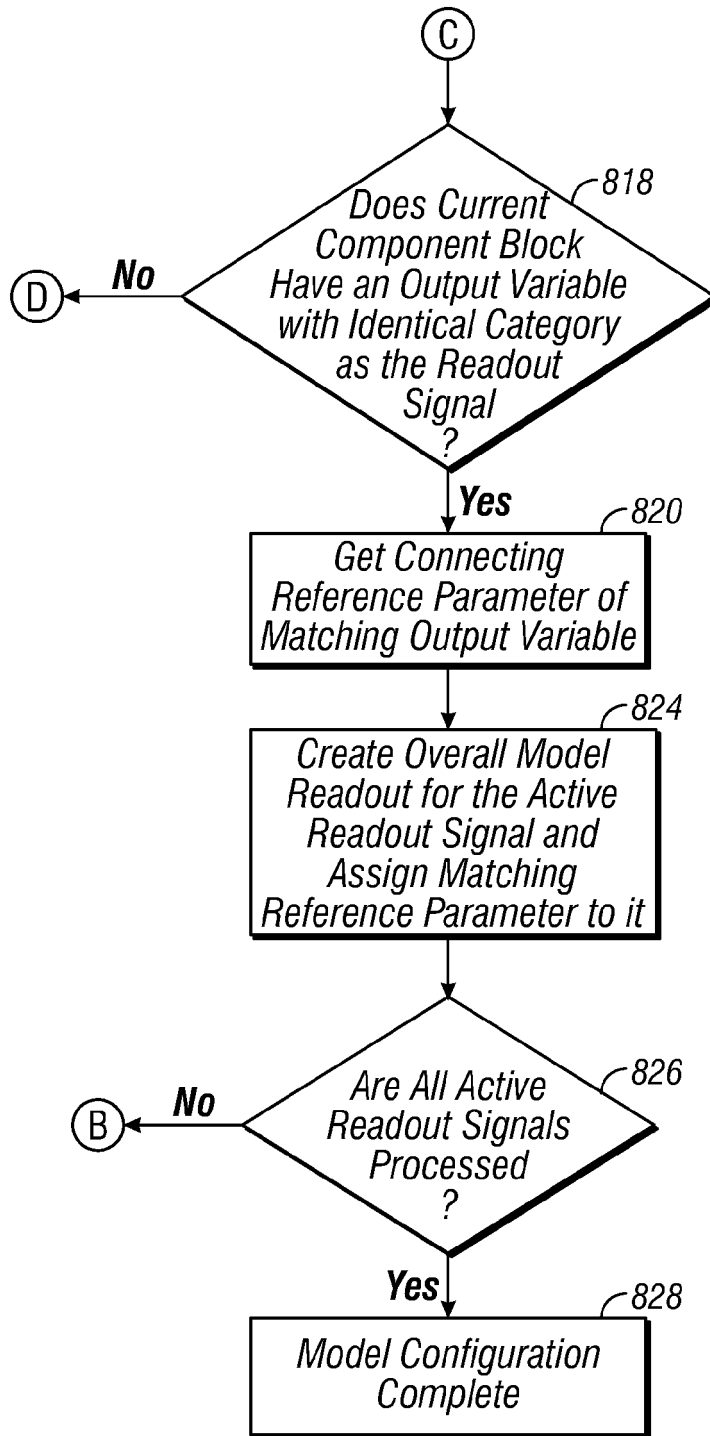 C
818
Does Current
Component Block
Have an Output Variable
with Identical Category
as the Readout
Signal
?
No
D
Yes
820
Get Connecting
Reference Parameter of
Matching Output Variable
824
Create Overall Model
Readout for the Active
Readout Signal and
Assign Matching
Reference Parameter to it
826
Are All Active
Readout Signals
Processed
?
No
B
Yes
828
Model Configuration
Complete